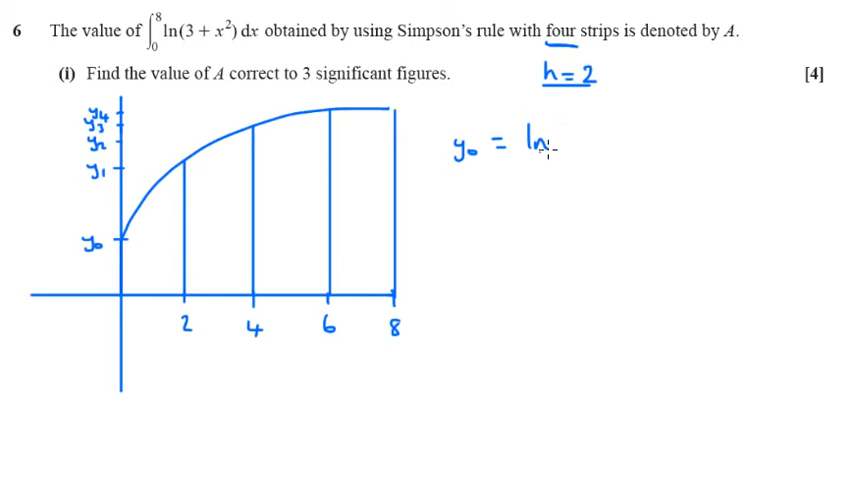 6 The value of ∫₀⁸ ln(3 + x²) dx obtained by using Simpson's rule with four strips is denoted by A.
(i) Find the value of A correct to 3 significant figures. [4]
h = 2
y₄
y₃
y₂
y₁
y₀
y₀ = ln
2 4 6 8